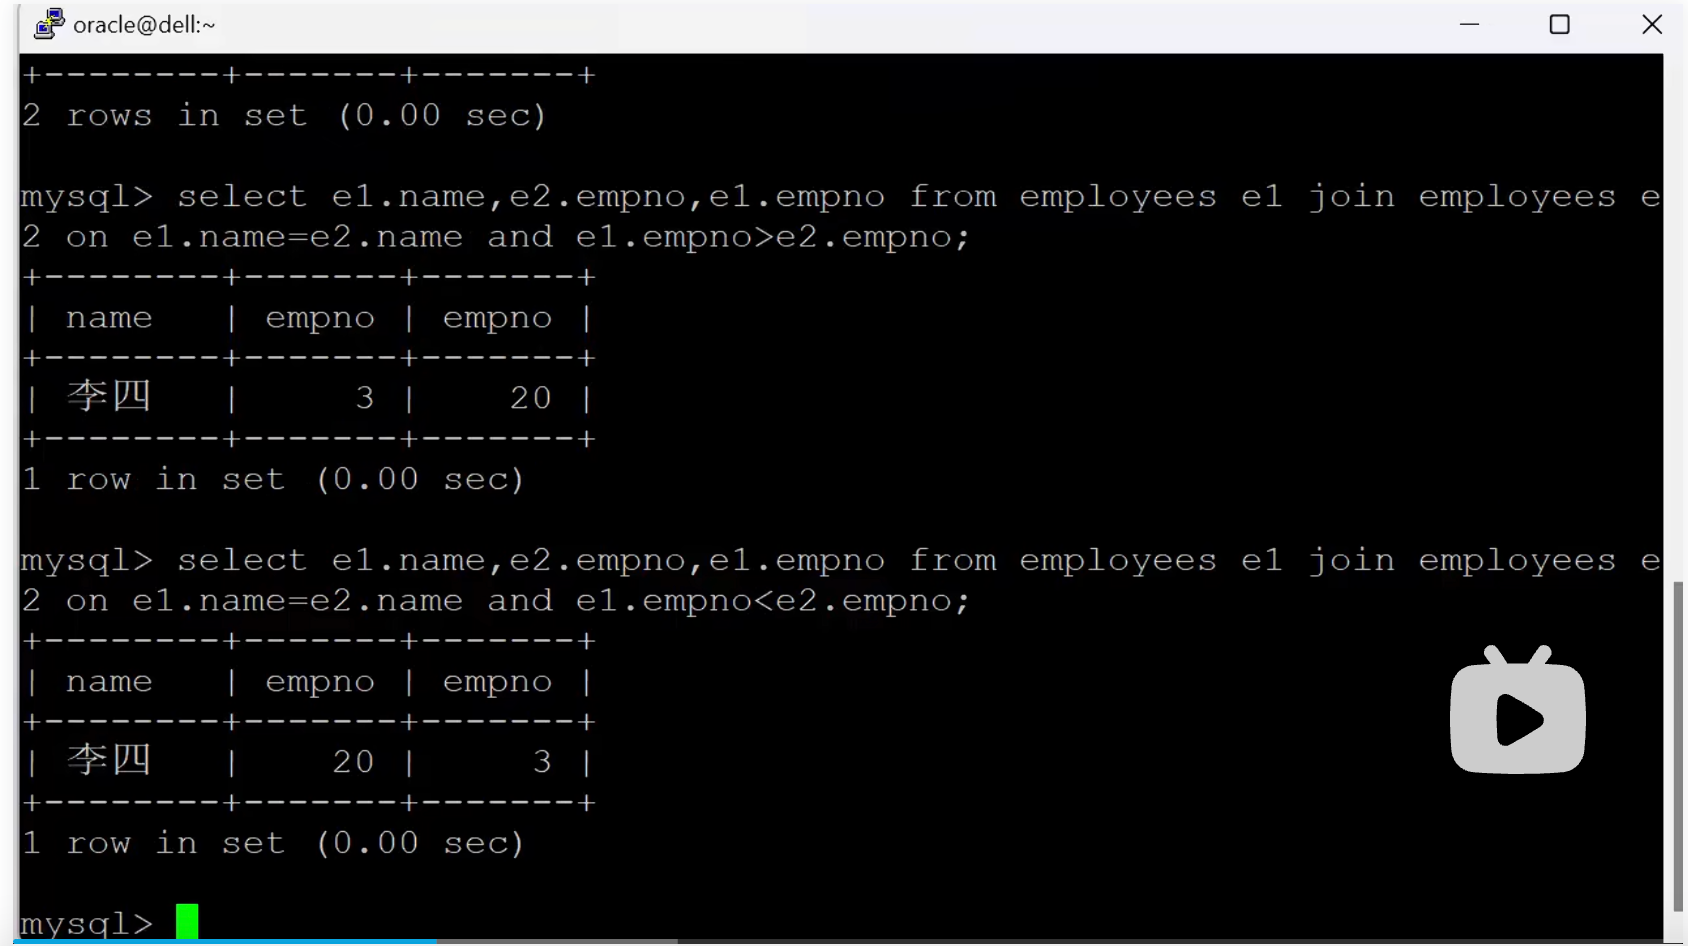 oracle@dell:~
+--------+-------+-------+
2 rows in set (0.00 sec)
mysql> select e1.name,e2.empno,e1.empno from employees e1 join employees e
2 on e1.name=e2.name and e1.empno>e2.empno;
+--------+-------+-------+
| name   | empno | empno |
+--------+-------+-------+
| 李四   |     3 |    20 |
+--------+-------+-------+
1 row in set (0.00 sec)
mysql> select e1.name,e2.empno,e1.empno from employees e1 join employees e
2 on e1.name=e2.name and e1.empno<e2.empno;
+--------+-------+-------+
| name   | empno | empno |
+--------+-------+-------+
| 李四   |    20 |     3 |
+--------+-------+-------+
1 row in set (0.00 sec)
mysql>